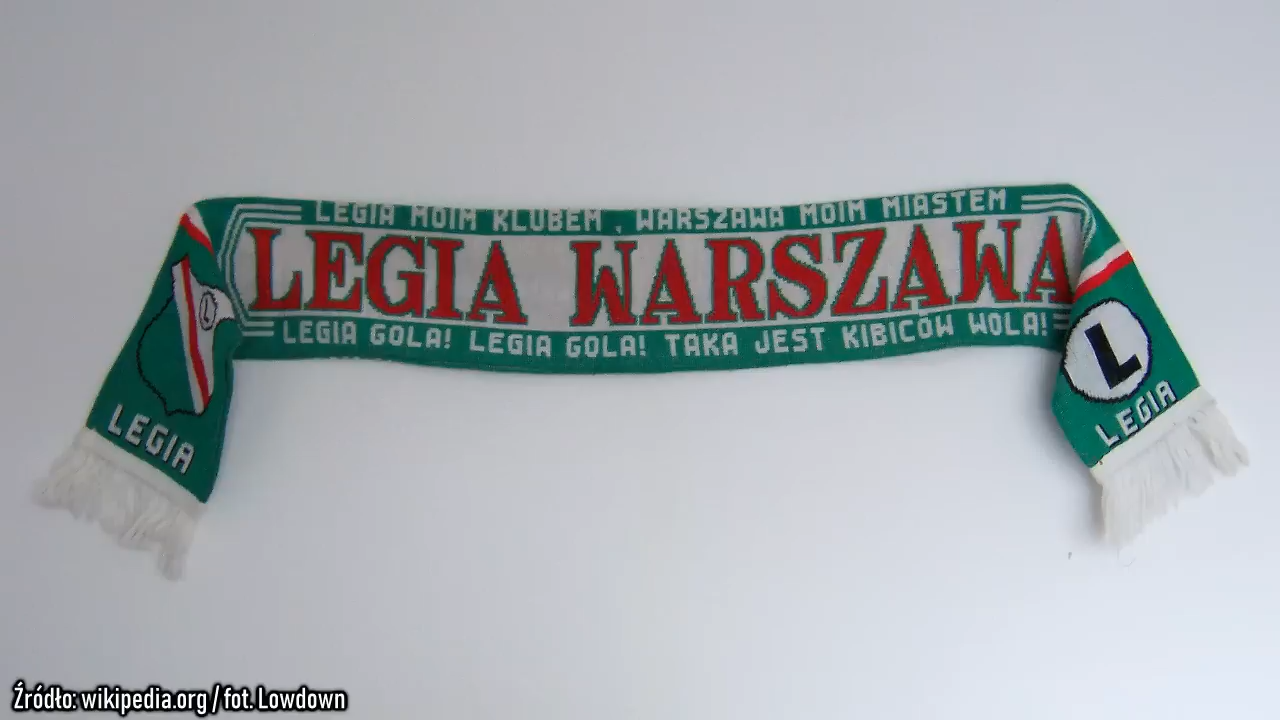 LEGIA MOIM KLUBEM , WARSZAWA MOIM MIASTEM
LEGIA WARSZAWA
LEGIA GOLA! LEGIA GOLA! TAKA JEST KIBICÓW WOLA!
L
LEGIA
L
LEGIA
Źródło: wikipedia.org / fot. Lowdown